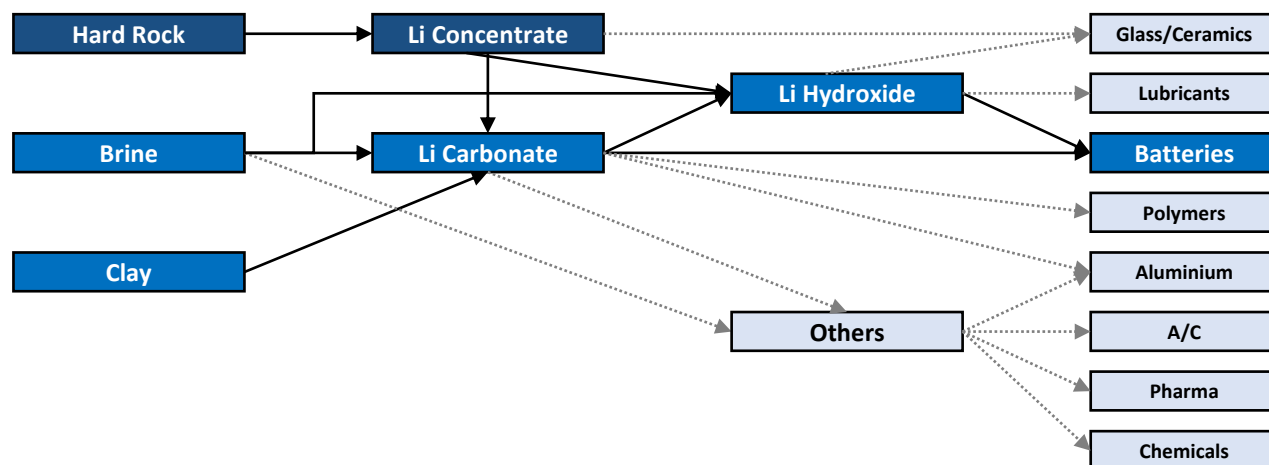 Hard Rock
Li Concentrate
Glass/Ceramics
Li Hydroxide
Lubricants
Brine
Li Carbonate
Batteries
Polymers
Clay
Aluminium
Others
A/C
Pharma
Chemicals